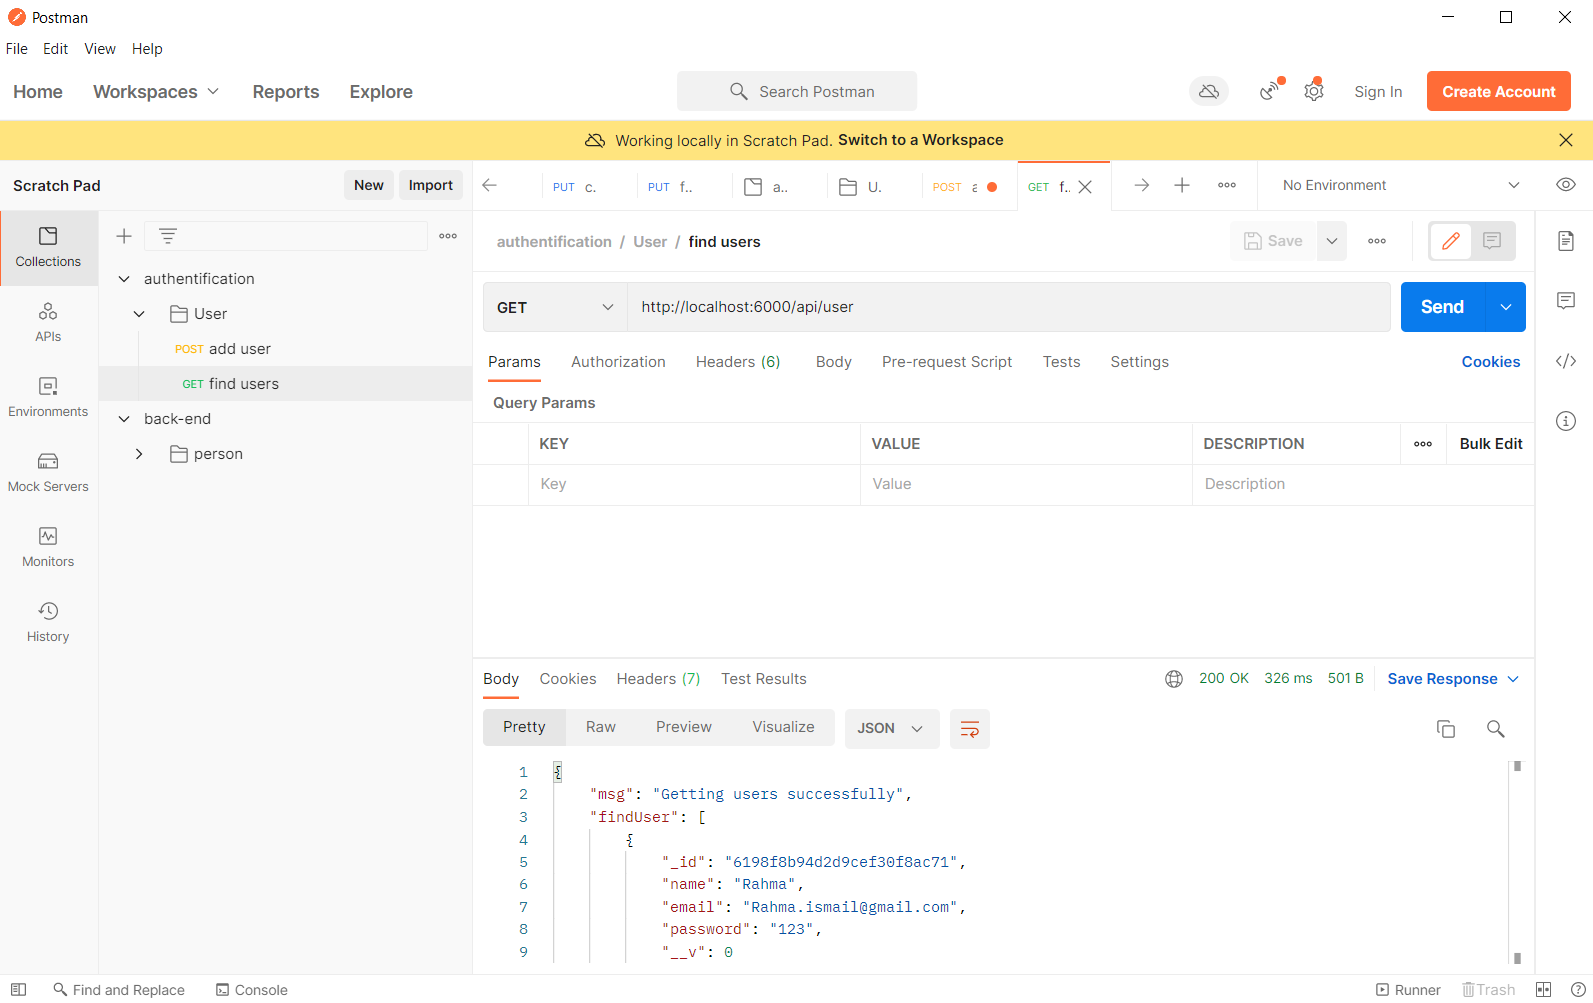 Postman
File Edit View Help
Home Workspaces Reports Explore Search Postman Sign In Create Account
Working locally in Scratch Pad. Switch to a Workspace
Scratch Pad New Import PUT c. PUT f.. a.. U. POST a GET f.. No Environment
authentification / User / find users Save
Collections
authentification
User
POST add user
GET find users
back-end
person
APIs
Environments
Mock Servers
Monitors
History
GET http://localhost:6000/api/user Send
Params Authorization Headers (6) Body Pre-request Script Tests Settings Cookies
Query Params
KEY VALUE DESCRIPTION Bulk Edit
Key Value Description
Body Cookies Headers (7) Test Results 200 OK 326 ms 501 B Save Response
Pretty Raw Preview Visualize JSON
1 {
2 "msg": "Getting users successfully",
3 "findUser": [
4 {
5 "_id": "6198f8b94d2d9cef30f8ac71",
6 "name": "Rahma",
7 "email": "Rahma.ismail@gmail.com",
8 "password": "123",
9 "__v": 0
Find and Replace Console Runner Trash